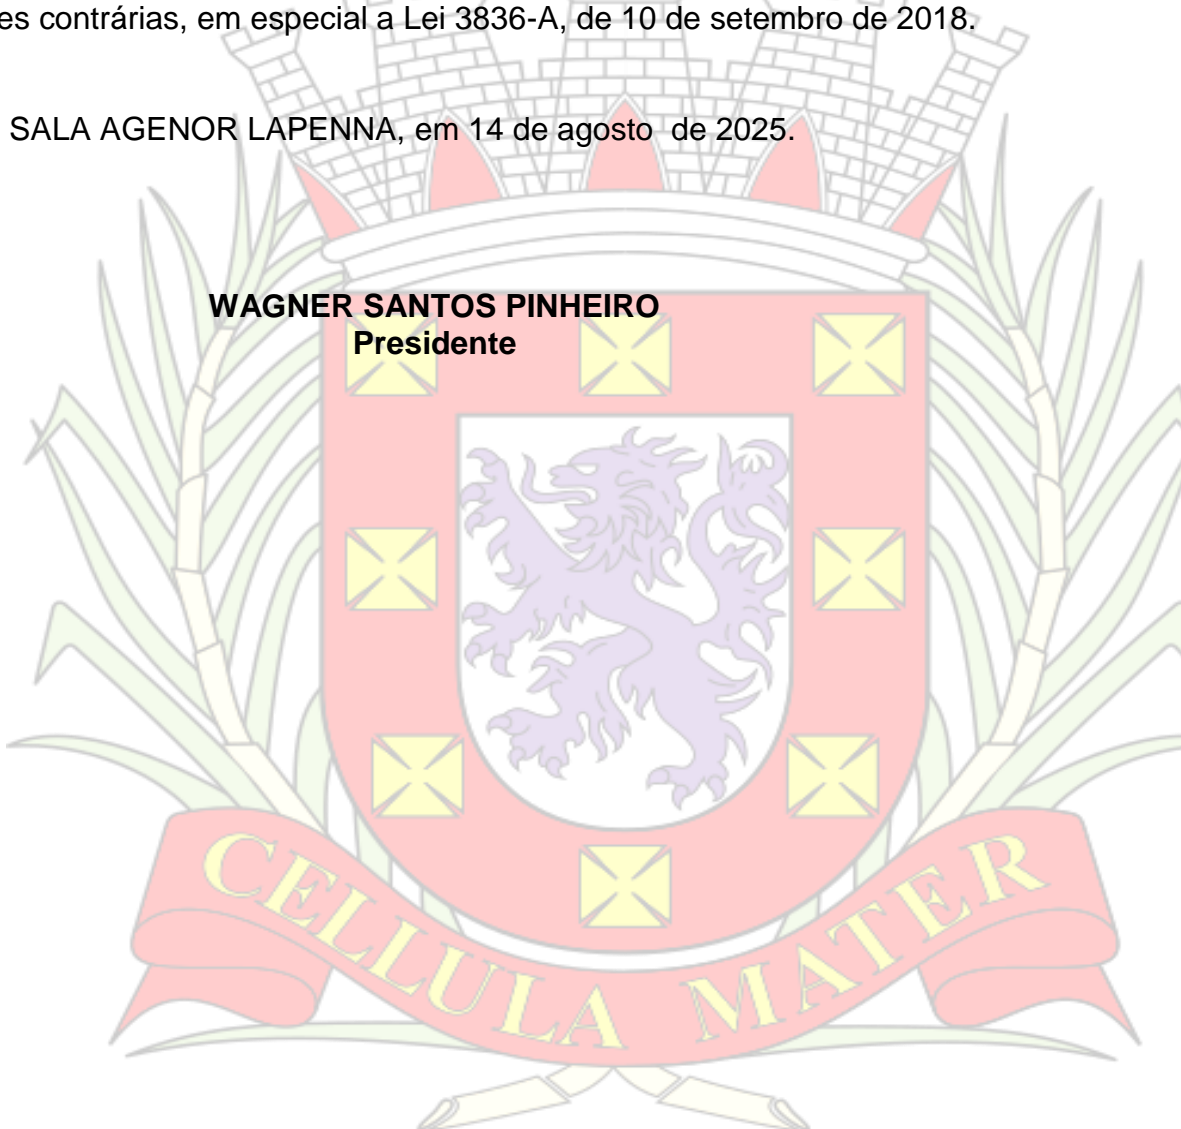 es contrárias, em especial a Lei 3836-A, de 10 de setembro de 2018.
SALA AGENOR LAPENNA, em 14 de agosto  de 2025.
WAGNER SANTOS PINHEIRO
Presidente
CELLULA MATER